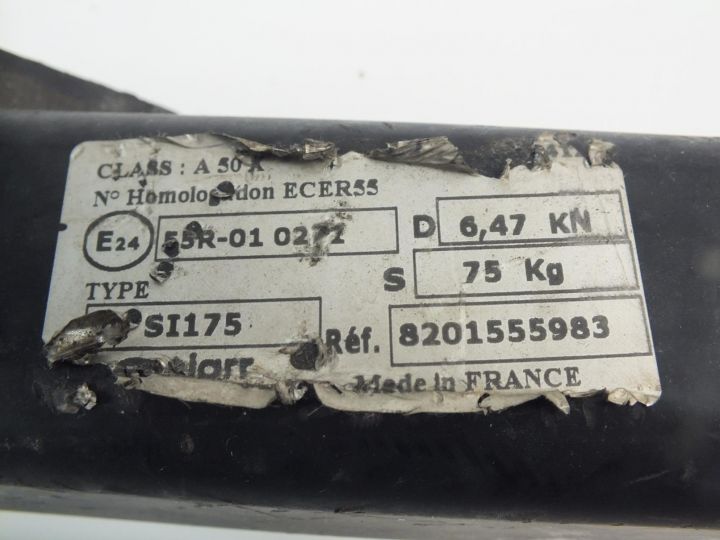 CLASS : A 50 X
N° Homologation ECER55
E24 55R-01 0272 D 6,47 KN
S 75 Kg
TYPE
SI175 Réf. 8201555983
Made in FRANCE